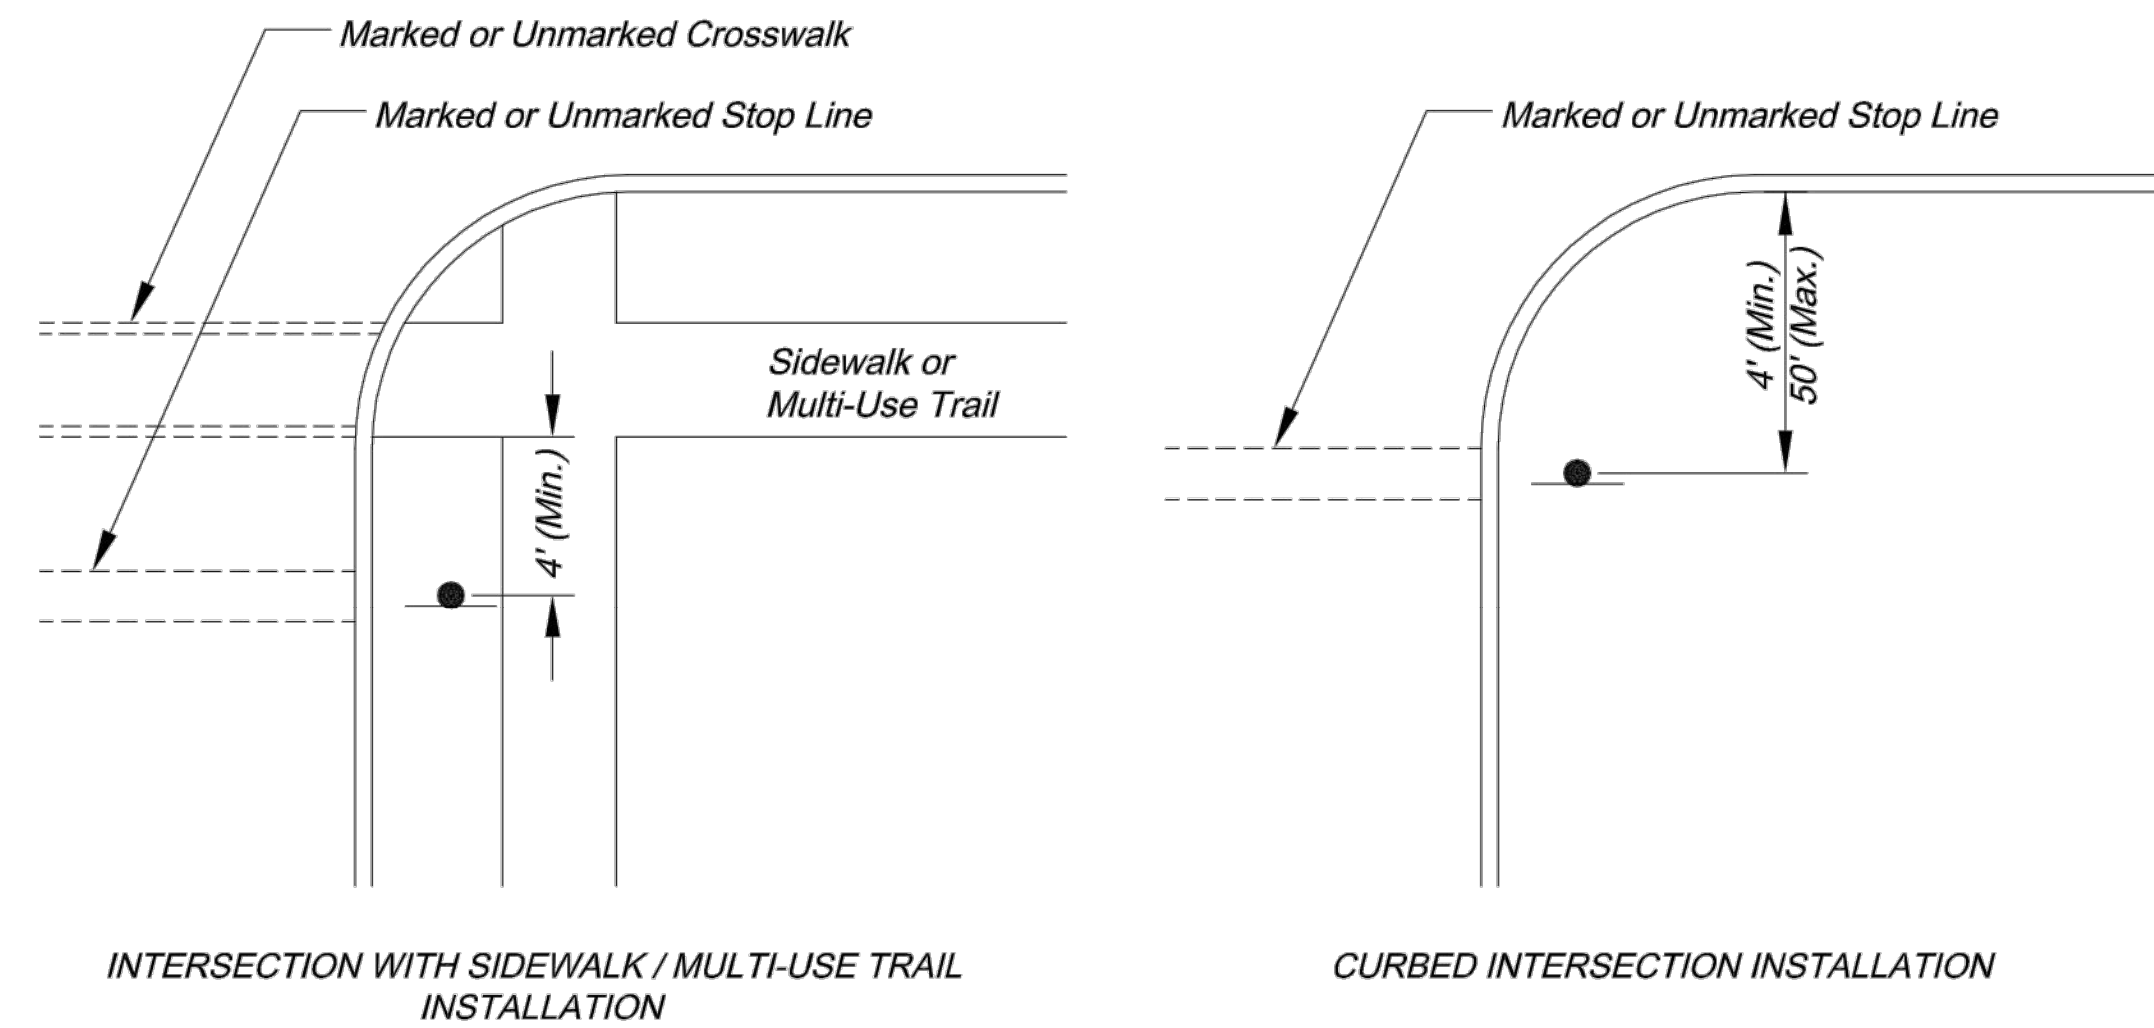 Marked or Unmarked Crosswalk
Marked or Unmarked Stop Line
Sidewalk or
Multi-Use Trail
4' (Min.)
INTERSECTION WITH SIDEWALK / MULTI-USE TRAIL
INSTALLATION
Marked or Unmarked Stop Line
4' (Min.)
50' (Max.)
CURBED INTERSECTION INSTALLATION